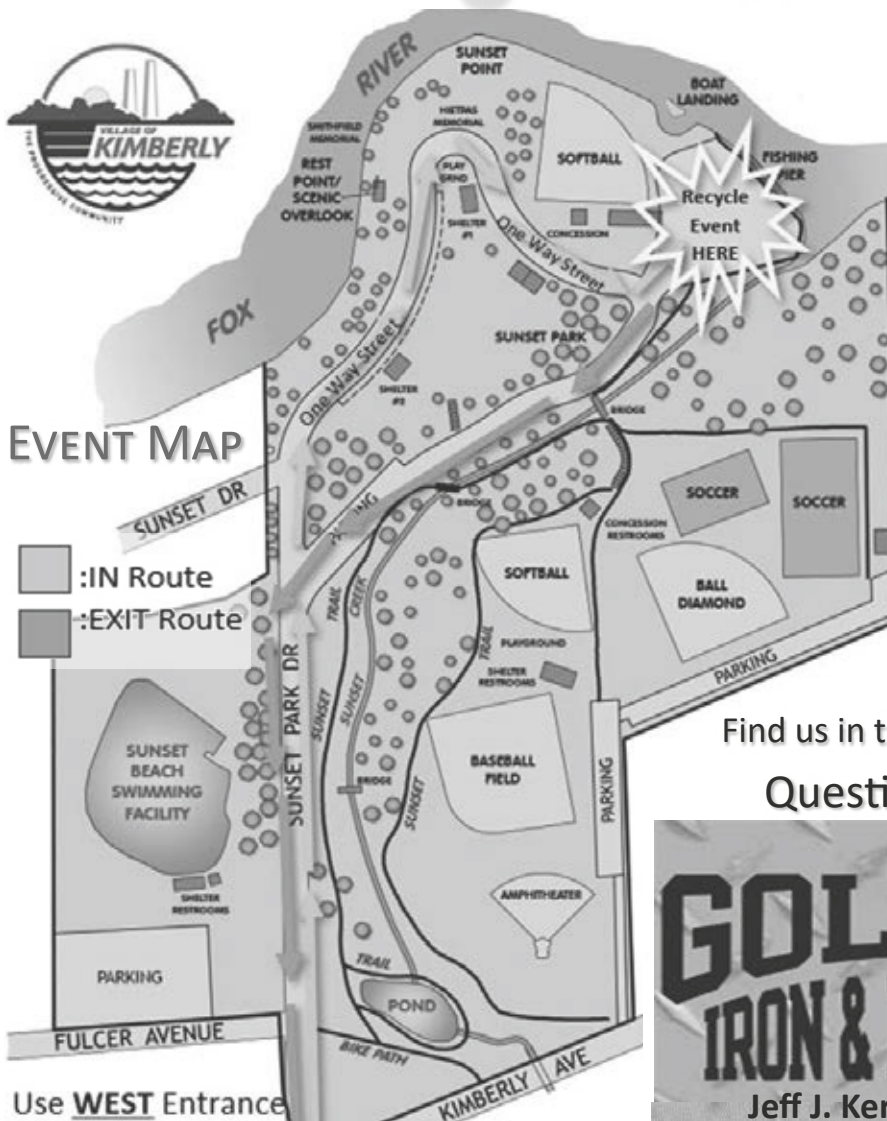 VILLAGE OF
KIMBERLY
THE PROGRESSIVE COMMUNITY
RIVER
SUNSET
POINT
BOAT
LANDING
SMITHFIELD
MEMORIAL
HIETPAS
MEMORIAL
REST
POINT/
SCENIC
OVERLOOK
PLAY
GRND
SHELTER
#1
SOFTBALL
CONCESSION
FISHING
PIER
Recycle
Event
HERE
One Way Street
FOX
One Way Street
SUNSET PARK
SHELTER
#2
BRIDGE
EVENT MAP
SUNSET DR
PARKING
BRIDGE
CONCESSION
RESTROOMS
SOCCER
SOCCER
:IN Route
:EXIT Route
SOFTBALL
BALL
DIAMOND
TRAIL
CREEK
TRAIL
PLAYGROUND
SHELTER
RESTROOMS
PARKING
SUNSET
SUNSET
SUNSET PARK DR
SUNSET
BEACH
SWIMMING
FACILITY
BRIDGE
BASEBALL
FIELD
SUNSET
PARKING
Find us in t
Questi
SHELTER
RESTROOMS
AMPHITHEATER
PARKING
TRAIL
POND
FULCER AVENUE
BIKE PATH
KIMBERLY AVE
Use WEST Entrance
GOL
IRON &
Jeff J. Ker